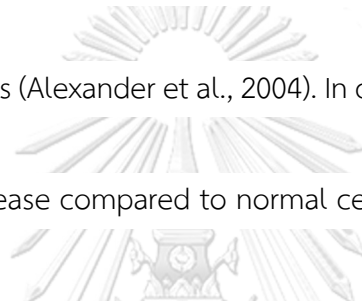 s (Alexander et al., 2004). In
ease compared to normal ce